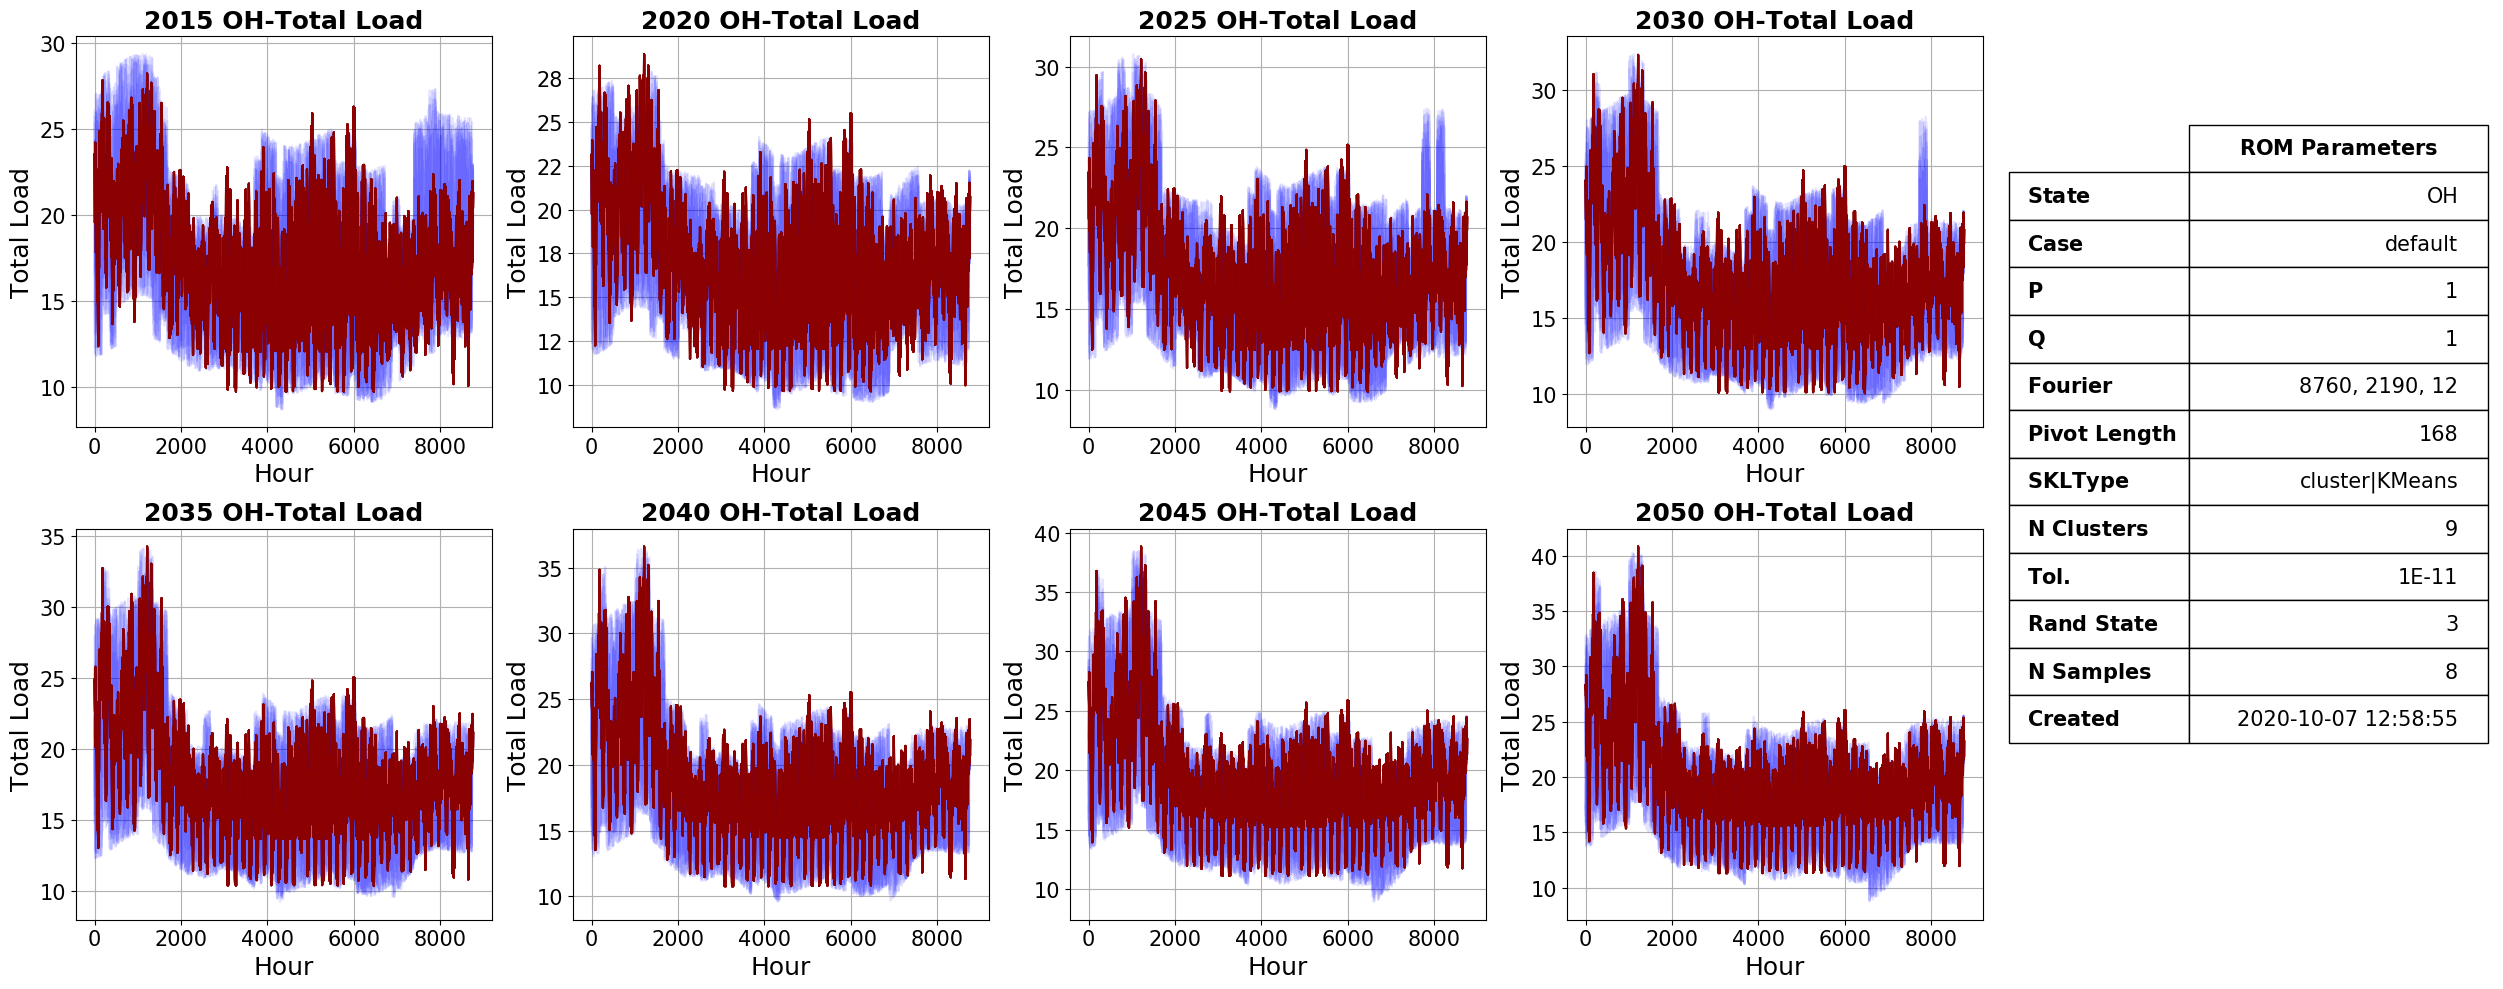 2015 OH-Total Load
2020 OH-Total Load
2025 OH-Total Load
2030 OH-Total Load
30
25
20
15
10
Total Load
0 2000 4000 6000 8000
Hour
28
25
22
20
18
15
12
10
Total Load
0 2000 4000 6000 8000
Hour
30
25
20
15
10
Total Load
0 2000 4000 6000 8000
Hour
30
25
20
15
10
Total Load
0 2000 4000 6000 8000
Hour
2035 OH-Total Load
2040 OH-Total Load
2045 OH-Total Load
2050 OH-Total Load
35
30
25
20
15
10
Total Load
0 2000 4000 6000 8000
Hour
35
30
25
20
15
10
Total Load
0 2000 4000 6000 8000
Hour
40
35
30
25
20
15
10
Total Load
0 2000 4000 6000 8000
Hour
40
35
30
25
20
15
10
Total Load
0 2000 4000 6000 8000
Hour
ROM Parameters
State OH
Case default
P 1
Q 1
Fourier 8760, 2190, 12
Pivot Length 168
SKLType cluster|KMeans
N Clusters 9
Tol. 1E-11
Rand State 3
N Samples 8
Created 2020-10-07 12:58:55